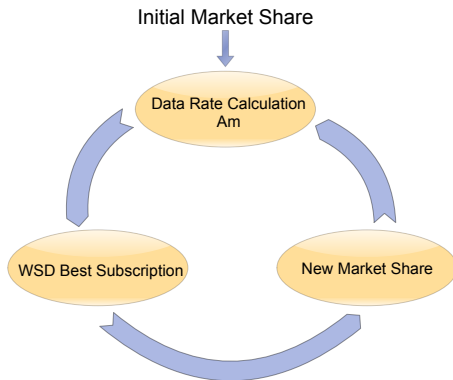 Initial Market Share
Data Rate Calculation
Am
WSD Best Subscription
New Market Share